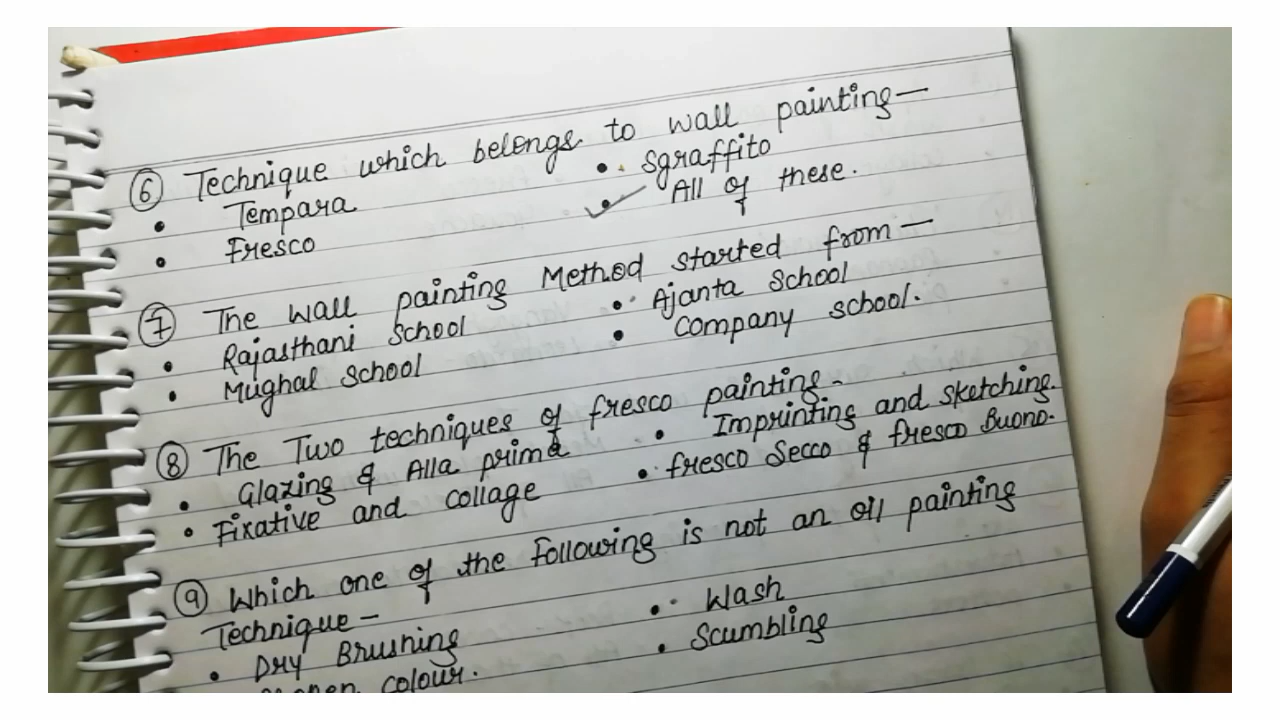 ⑥ Technique which belongs to wall painting—
• Tempara • Sgraffito
• Fresco • All of these.
⑦ The wall painting Method started from—
• Rajasthani School • Ajanta School
• Mughal School • Company school.
⑧ The Two techniques of fresco painting-
• Glazing & Alla prima • Imprinting and sketching.
• Fixative and collage • fresco Secco & fresco Buono.
⑨ Which one of the Following is not an oil painting
Technique—
• Dry Brushing • Wash
colour. • Scumbling